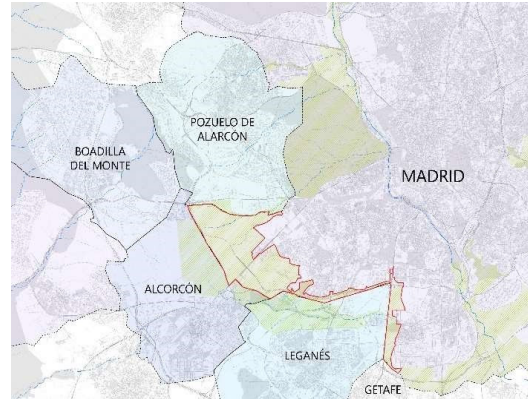 POZUELO DE
ALARCÓN
BOADILLA
DEL MONTE
MADRID
ALCORCÓN
LEGANÉS
GETAFE